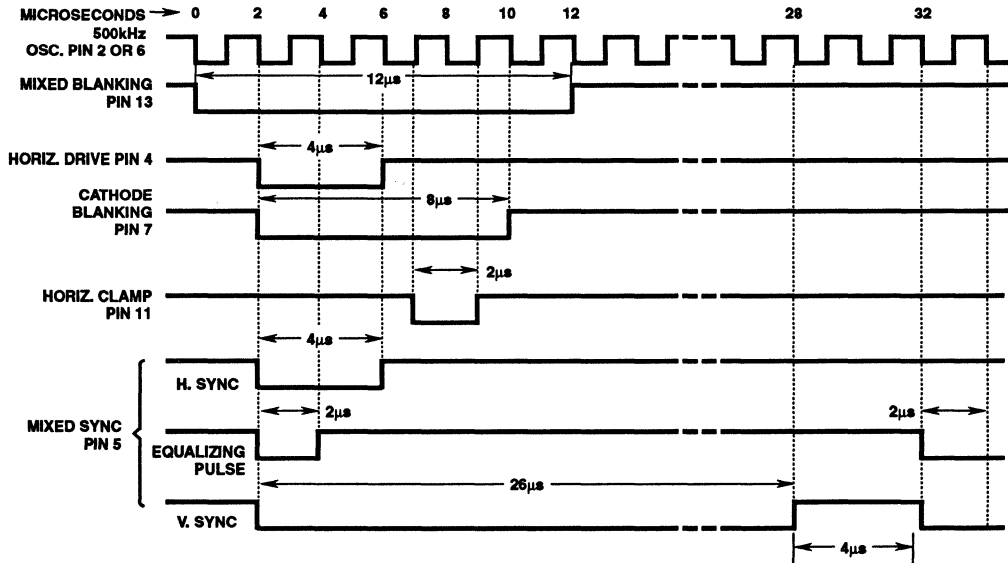 MICROSECONDS → 0 2 4 6 7 8 10 12 28 32
500kHz
OSC. PIN 2 OR 6
12µs
MIXED BLANKING
PIN 13
4µs
HORIZ. DRIVE PIN 4
CATHODE
BLANKING
PIN 7
8µs
2µs
HORIZ. CLAMP
PIN 11
4µs
H. SYNC
2µs
2µs
MIXED SYNC
PIN 5
EQUALIZING
PULSE
26µs
V. SYNC
4µs